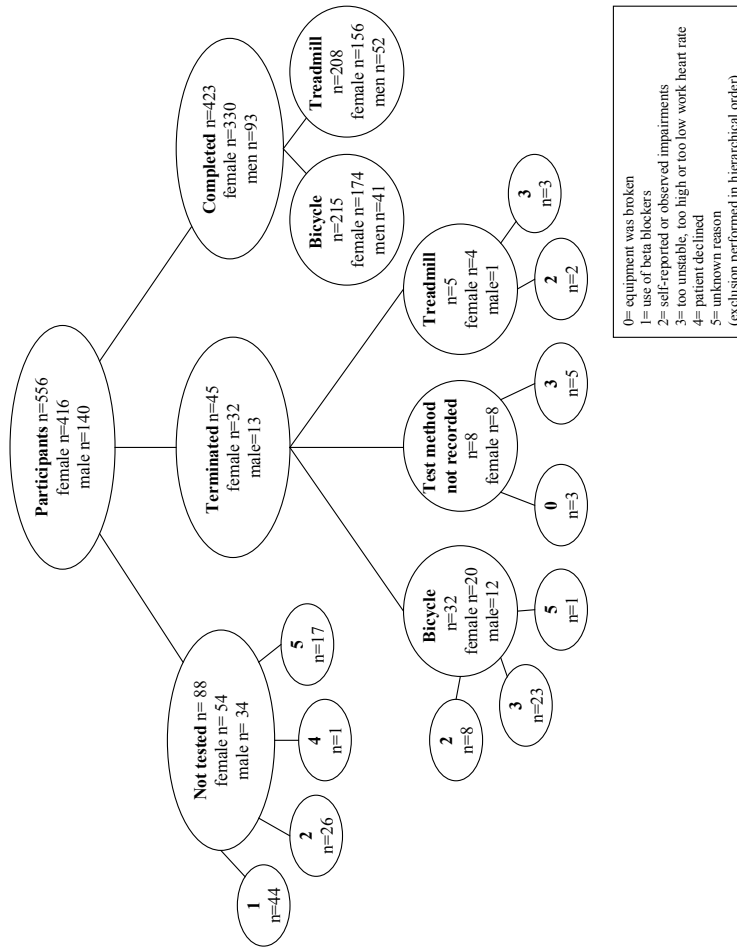 Participants n=556
female n=416
male n=140
Not tested n= 88
female n= 54
male n= 34
1
n=44
2
n=26
4
n=1
5
n=17
Terminated n=45
female n=32
male=13
Bicycle
n=32
female n=20
male=12
2
n=8
3
n=23
5
n=1
Test method
not recorded
n=8
female n=8
0
n=3
3
n=5
Treadmill
n=5
female n=4
male=1
2
n=2
3
n=3
Completed n=423
female n=330
men n=93
Bicycle
n=215
female n=174
men n=41
Treadmill
n=208
female n=156
men n=52
0= equipment was broken
1= use of beta blockers
2= self-reported or observed impairments
3= too unstable, too high or too low work heart rate
4= patient declined
5= unknown reason
(exclusion performed in hierarchical order)